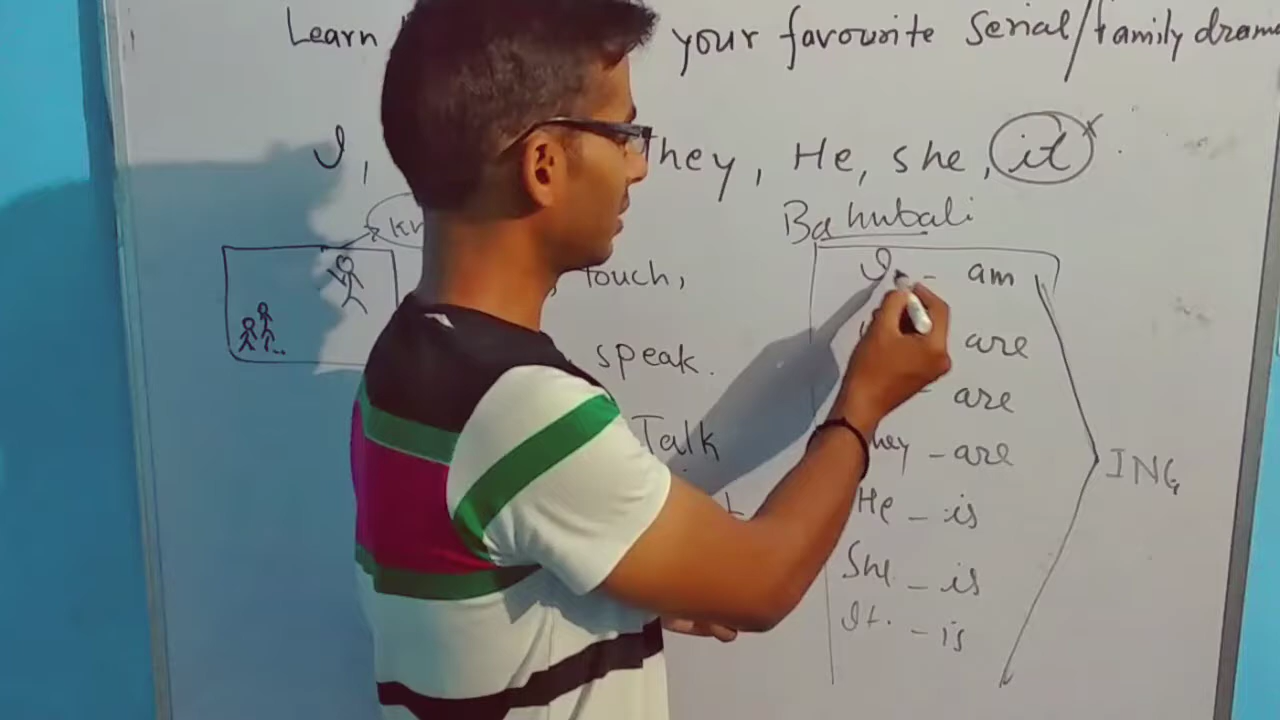 Learn your favourite Serial/family drama
I, They, He, she, it
Bahubali
touch,
I - am
are
speak.
are
Talk
They - are
ING
He - is
She - is
It. - is